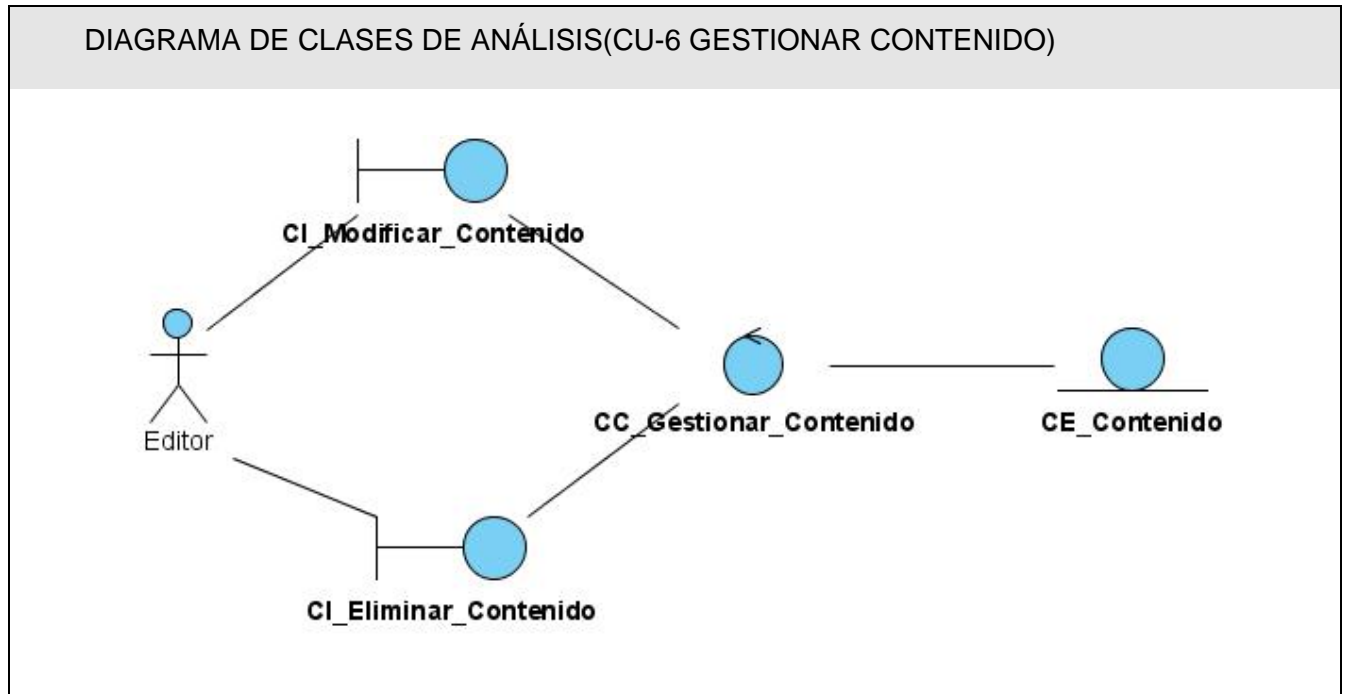 DIAGRAMA DE CLASES DE ANÁLISIS(CU-6 GESTIONAR CONTENIDO)
CI_Modificar_Contenido
Editor
CC_Gestionar_Contenido
CE_Contenido
CI_Eliminar_Contenido